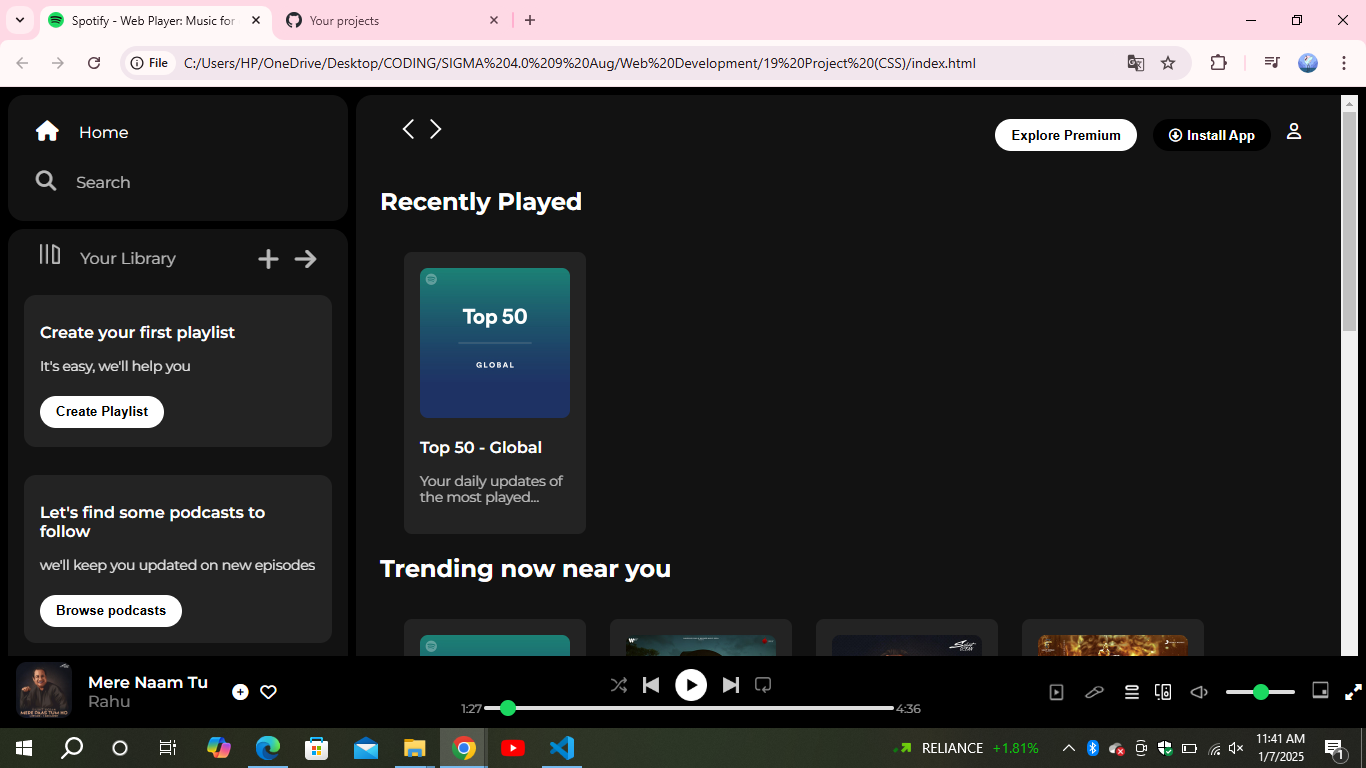 Spotify - Web Player: Music for
Your projects
File
C:/Users/HP/OneDrive/Desktop/CODING/SIGMA%204.0%209%20Aug/Web%20Development/19%20Project%20(CSS)/index.html
Home
Search
Your Library
Create your first playlist
It's easy, we'll help you
Create Playlist
Let's find some podcasts to
follow
we'll keep you updated on new episodes
Browse podcasts
Explore Premium
Install App
Recently Played
Top 50
GLOBAL
Top 50 - Global
Your daily updates of
the most played...
Trending now near you
Mere Naam Tu
Rahu
1:27
4:36
RELIANCE +1.81%
11:41 AM
1/7/2025
1